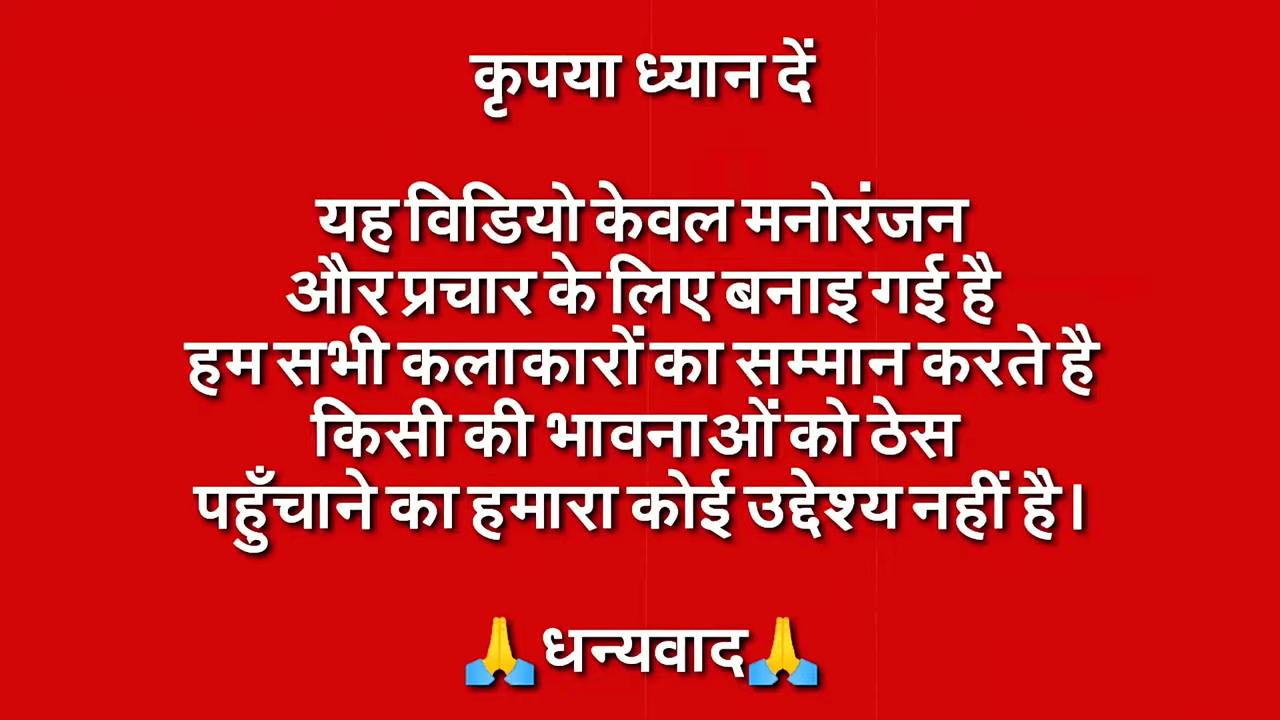 कृपया ध्यान दें
यह विडियो केवल मनोरंजन
और प्रचार के लिए बनाइ गई है
हम सभी कलाकारों का सम्मान करते है
किसी की भावनाओं को ठेस
पहुँचाने का हमारा कोई उद्देश्य नहीं है।
🙏धन्यवाद🙏